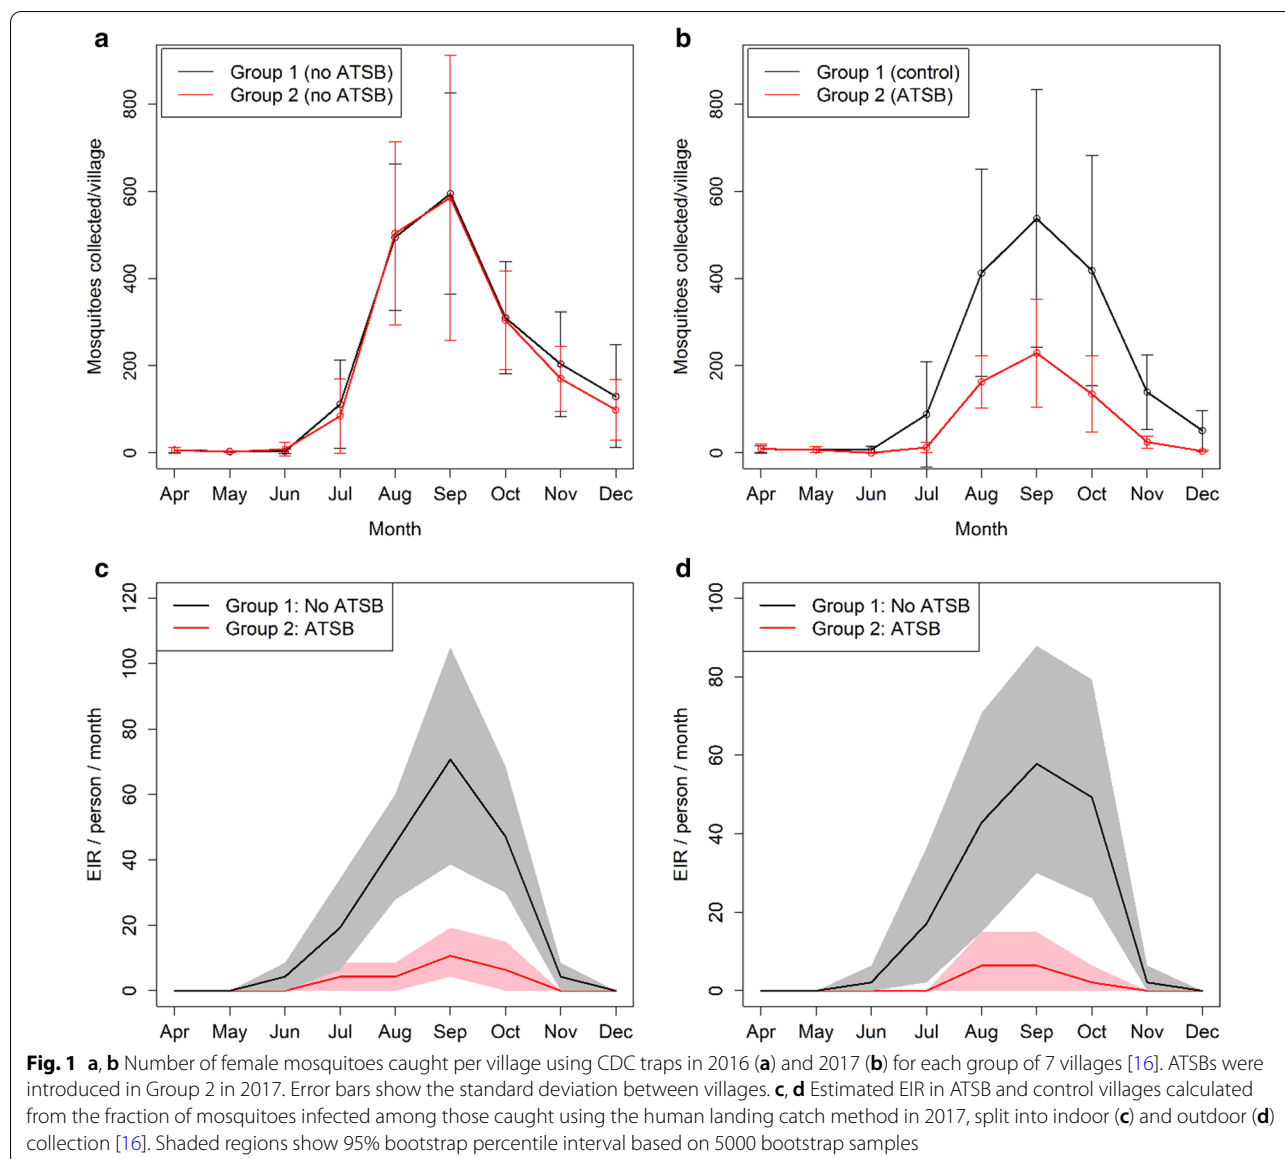 a
Group 1 (no ATSB)
Group 2 (no ATSB)
Mosquitoes collected/village
800
600
400
200
0
Apr May Jun Jul Aug Sep Oct Nov Dec
Month
b
Group 1 (control)
Group 2 (ATSB)
Mosquitoes collected/village
800
600
400
200
0
Apr May Jun Jul Aug Sep Oct Nov Dec
Month
c
Group 1: No ATSB
Group 2: ATSB
EIR / person / month
120
100
80
60
40
20
0
Apr May Jun Jul Aug Sep Oct Nov Dec
d
Group 1: No ATSB
Group 2: ATSB
EIR / person / month
100
80
60
40
20
0
Apr May Jun Jul Aug Sep Oct Nov Dec
Fig. 1 a, b Number of female mosquitoes caught per village using CDC traps in 2016 (a) and 2017 (b) for each group of 7 villages [16]. ATSBs were
introduced in Group 2 in 2017. Error bars show the standard deviation between villages. c, d Estimated EIR in ATSB and control villages calculated
from the fraction of mosquitoes infected among those caught using the human landing catch method in 2017, split into indoor (c) and outdoor (d)
collection [16]. Shaded regions show 95% bootstrap percentile interval based on 5000 bootstrap samples